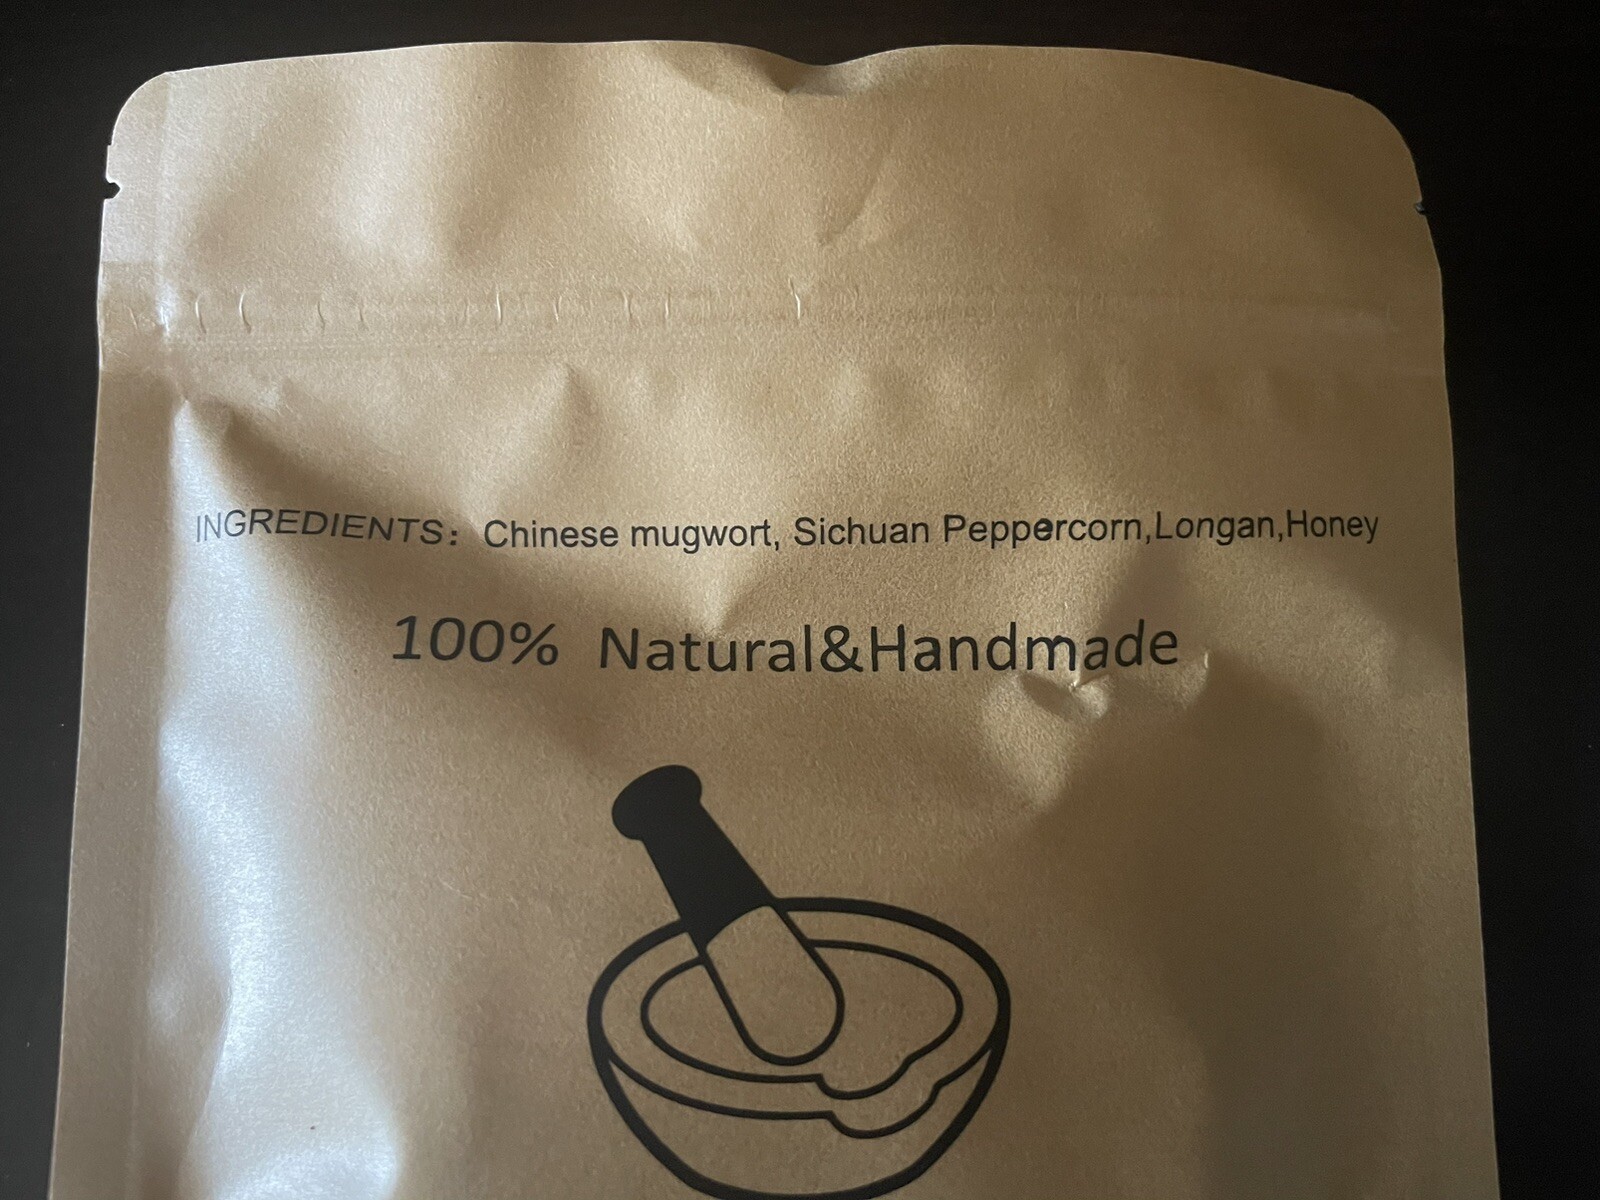 INGREDIENTS: Chinese mugwort, Sichuan Peppercorn,Longan,Honey
100% Natural&Handmade